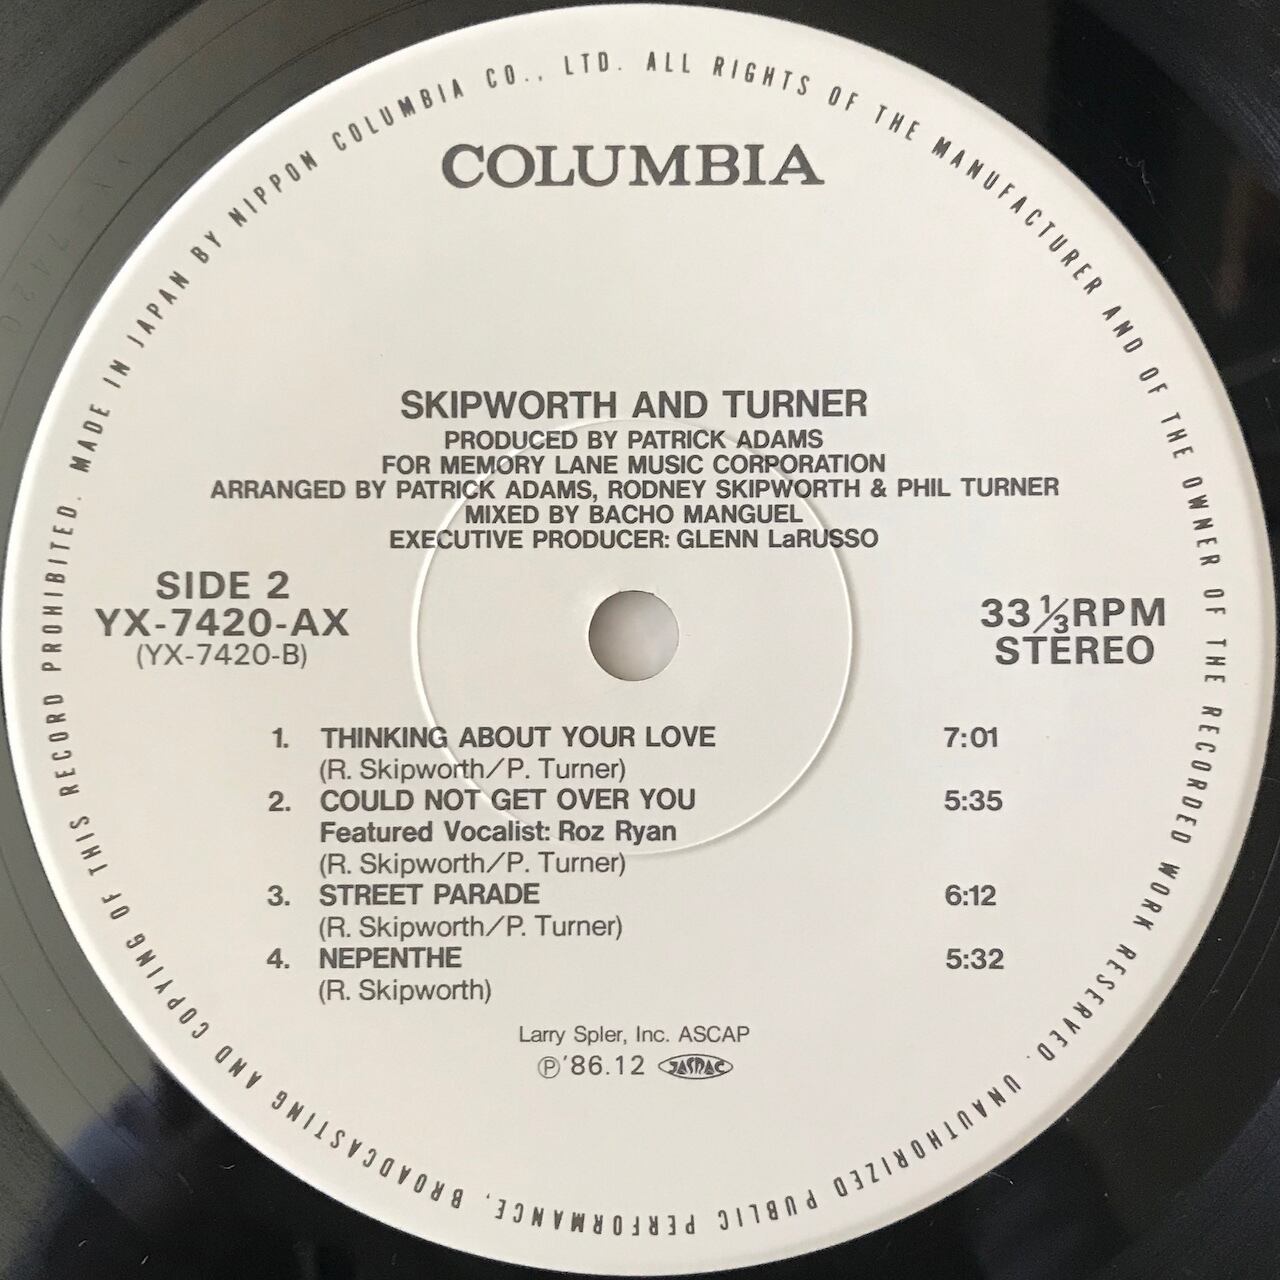 COLUMBIA
SKIPWORTH AND TURNER
PRODUCED BY PATRICK ADAMS
FOR MEMORY LANE MUSIC CORPORATION
ARRANGED BY PATRICK ADAMS, RODNEY SKIPWORTH & PHIL TURNER
MIXED BY BACHO MANGUEL
EXECUTIVE PRODUCER: GLENN LaRUSSO
SIDE 2
YX-7420-AX
(YX-7420-B)
33 1/3 RPM
STEREO
1. THINKING ABOUT YOUR LOVE 7:01
(R. Skipworth/P. Turner)
2. COULD NOT GET OVER YOU 5:35
Featured Vocalist: Roz Ryan
(R. Skipworth/P. Turner)
3. STREET PARADE 6:12
(R. Skipworth/P. Turner)
4. NEPENTHE 5:32
(R. Skipworth)
Larry Spler, Inc. ASCAP
Ⓟ'86.12 JASRAC
MADE IN JAPAN BY NIPPON COLUMBIA CO., LTD. ALL RIGHTS OF THE MANUFACTURER AND OF THE OWNER OF THE RECORDED WORK RESERVED. UNAUTHORIZED PUBLIC PERFORMANCE, BROADCASTING AND COPYING OF THIS RECORD PROHIBITED.